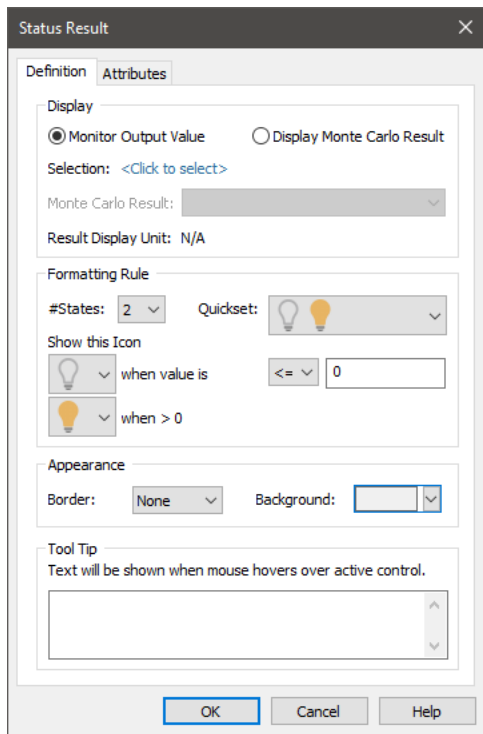 Status Result
Definition Attributes
Display
Monitor Output Value Display Monte Carlo Result
Selection: <Click to select>
Monte Carlo Result:
Result Display Unit: N/A
Formatting Rule
#States: 2 Quickset:
Show this Icon
when value is <= 0
when > 0
Appearance
Border: None Background:
Tool Tip
Text will be shown when mouse hovers over active control.
OK Cancel Help